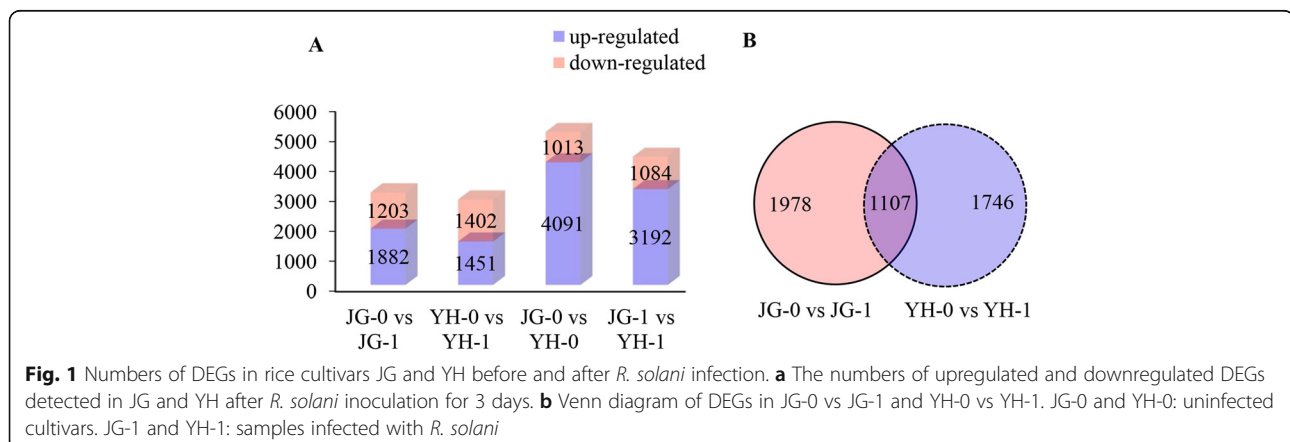 A
up-regulated
down-regulated
B
6000
5000
4000
3000
2000
1000
0
1203
1882
1402
1451
1013
4091
1084
3192
JG-0 vs
JG-1
YH-0 vs
YH-1
JG-0 vs
YH-0
JG-1 vs
YH-1
1978
1107
1746
JG-0 vs JG-1
YH-0 vs YH-1
Fig. 1 Numbers of DEGs in rice cultivars JG and YH before and after R. solani infection. a The numbers of upregulated and downregulated DEGs
detected in JG and YH after R. solani inoculation for 3 days. b Venn diagram of DEGs in JG-0 vs JG-1 and YH-0 vs YH-1. JG-0 and YH-0: uninfected
cultivars. JG-1 and YH-1: samples infected with R. solani